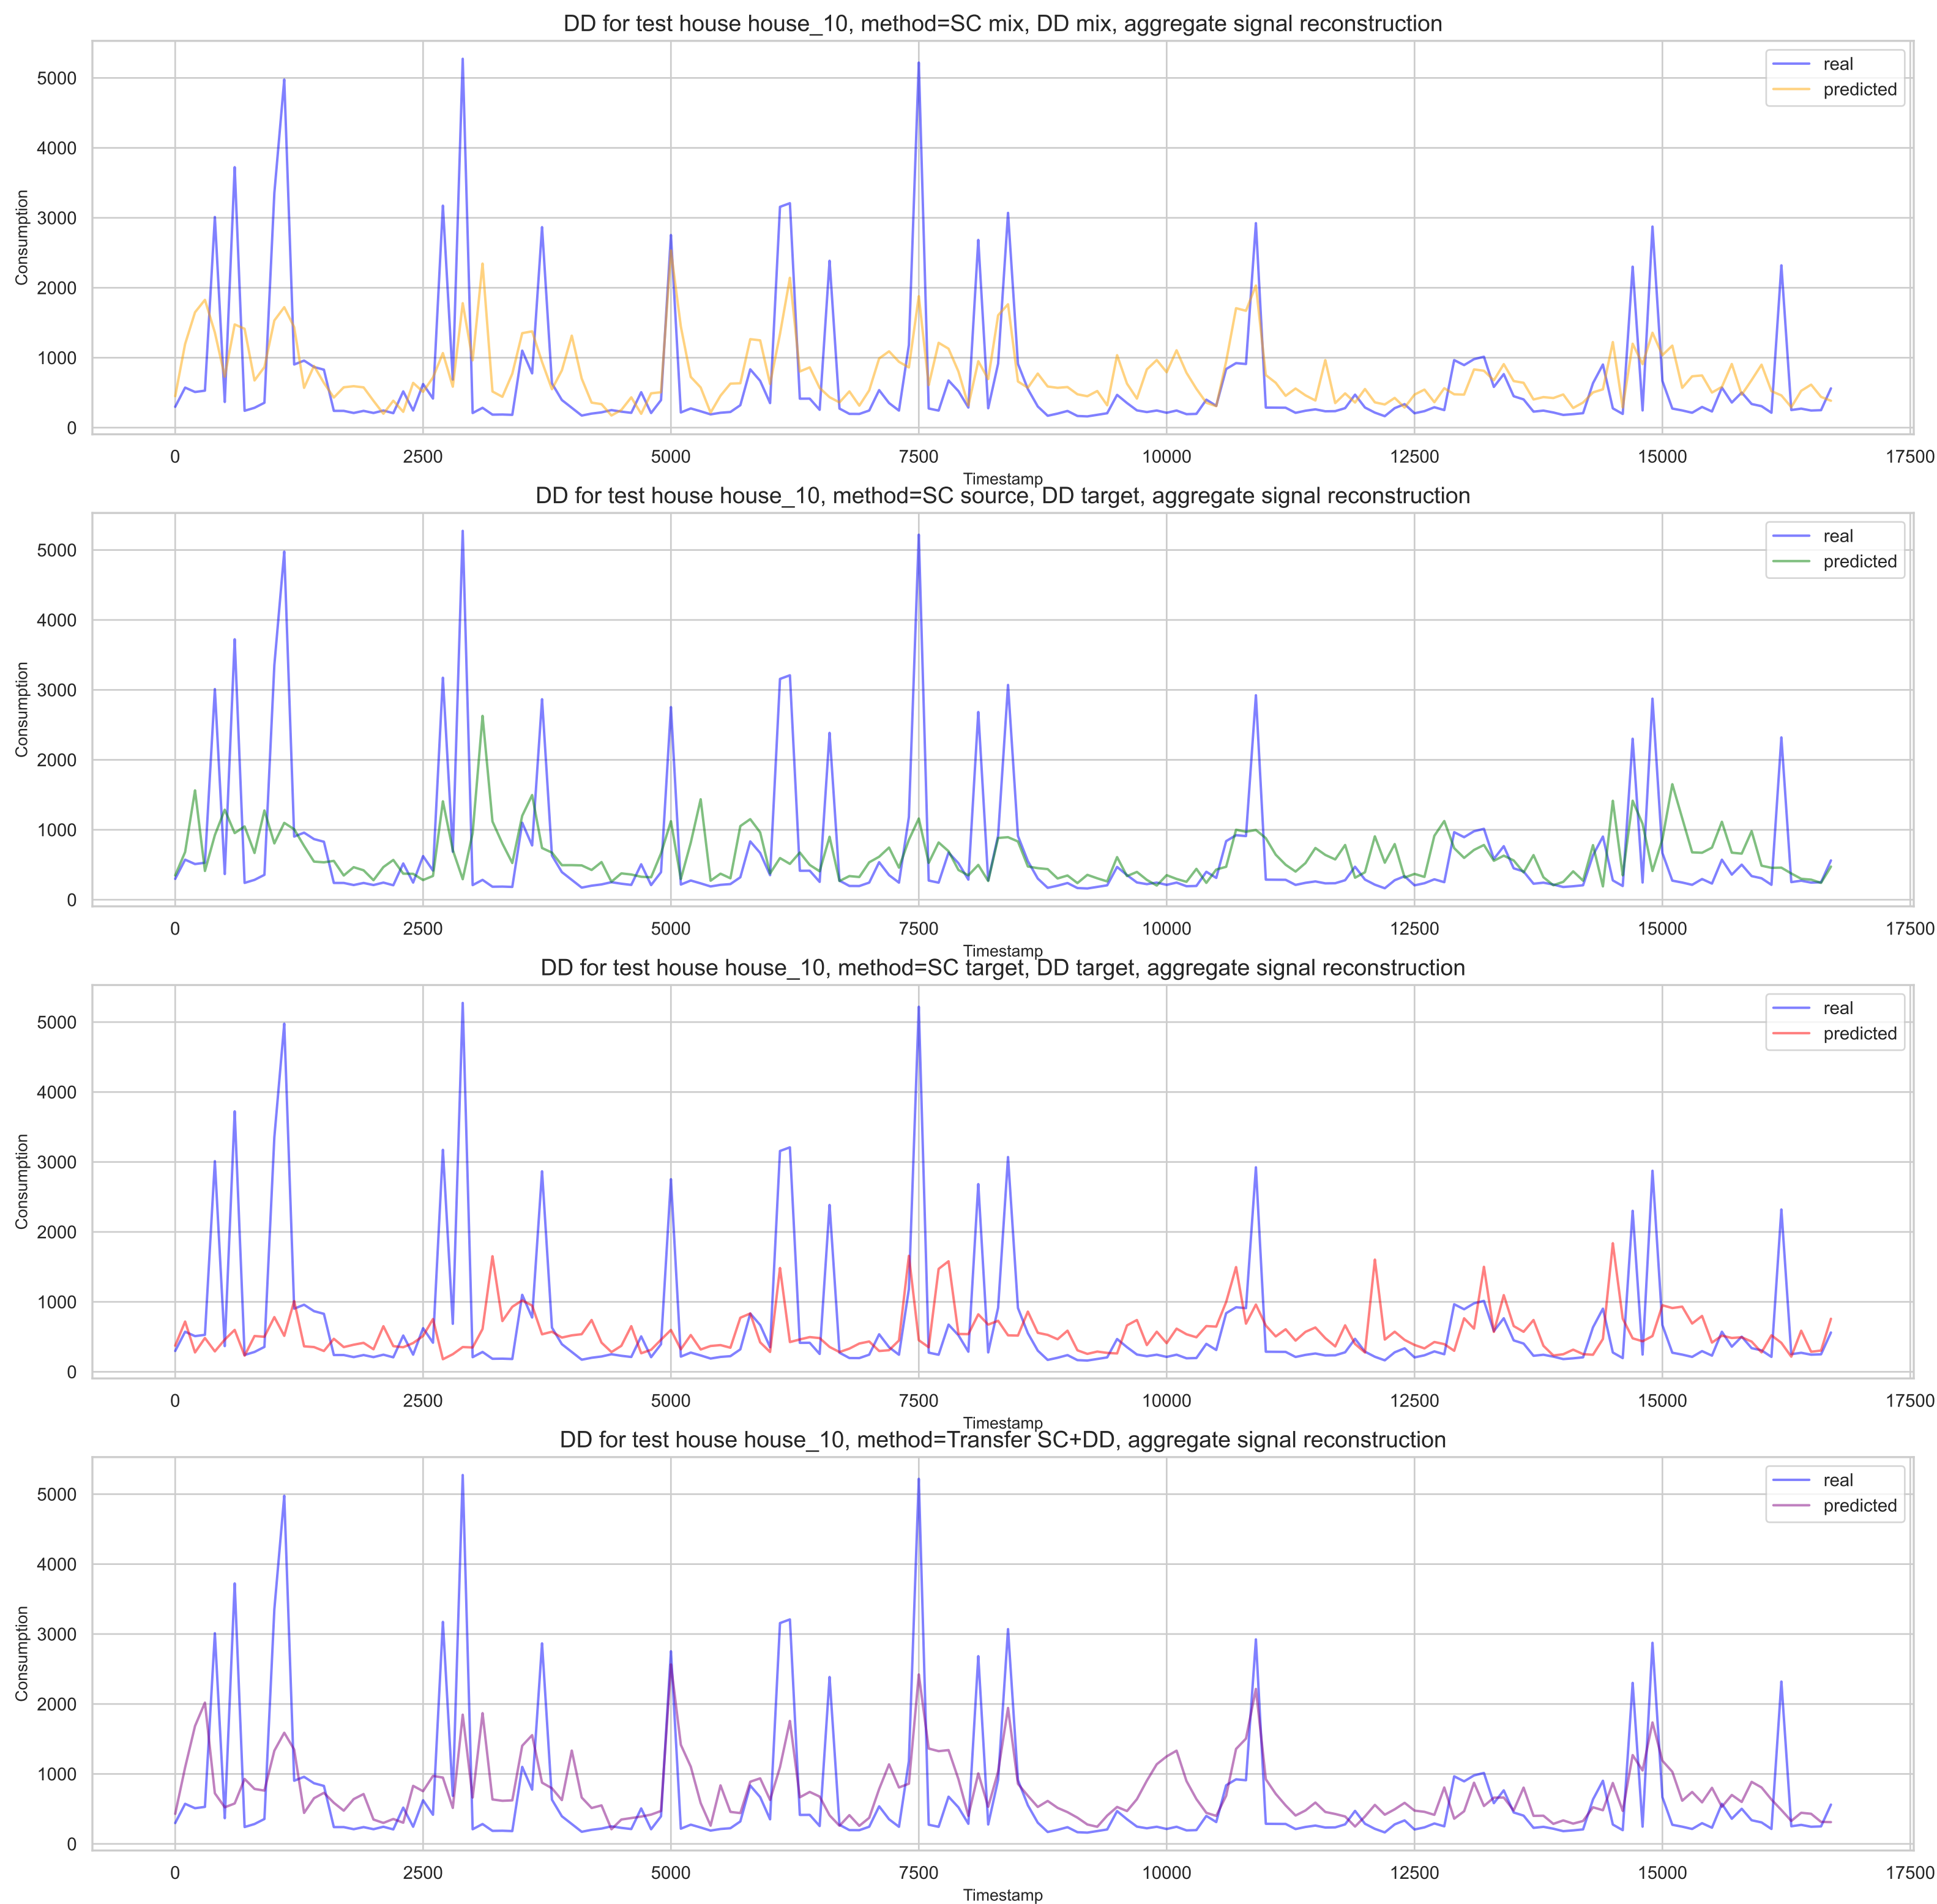 DD for test house house_10, method=SC mix, DD mix, aggregate signal reconstruction
real
predicted
Consumption
5000
4000
3000
2000
1000
0
0 2500 5000 7500 10000 12500 15000 17500
Timestamp
DD for test house house_10, method=SC source, DD target, aggregate signal reconstruction
real
predicted
Consumption
5000
4000
3000
2000
1000
0
0 2500 5000 7500 10000 12500 15000 17500
Timestamp
DD for test house house_10, method=SC target, DD target, aggregate signal reconstruction
real
predicted
Consumption
5000
4000
3000
2000
1000
0
0 2500 5000 7500 10000 12500 15000 17500
Timestamp
DD for test house house_10, method=Transfer SC+DD, aggregate signal reconstruction
real
predicted
Consumption
5000
4000
3000
2000
1000
0
0 2500 5000 7500 10000 12500 15000 17500
Timestamp